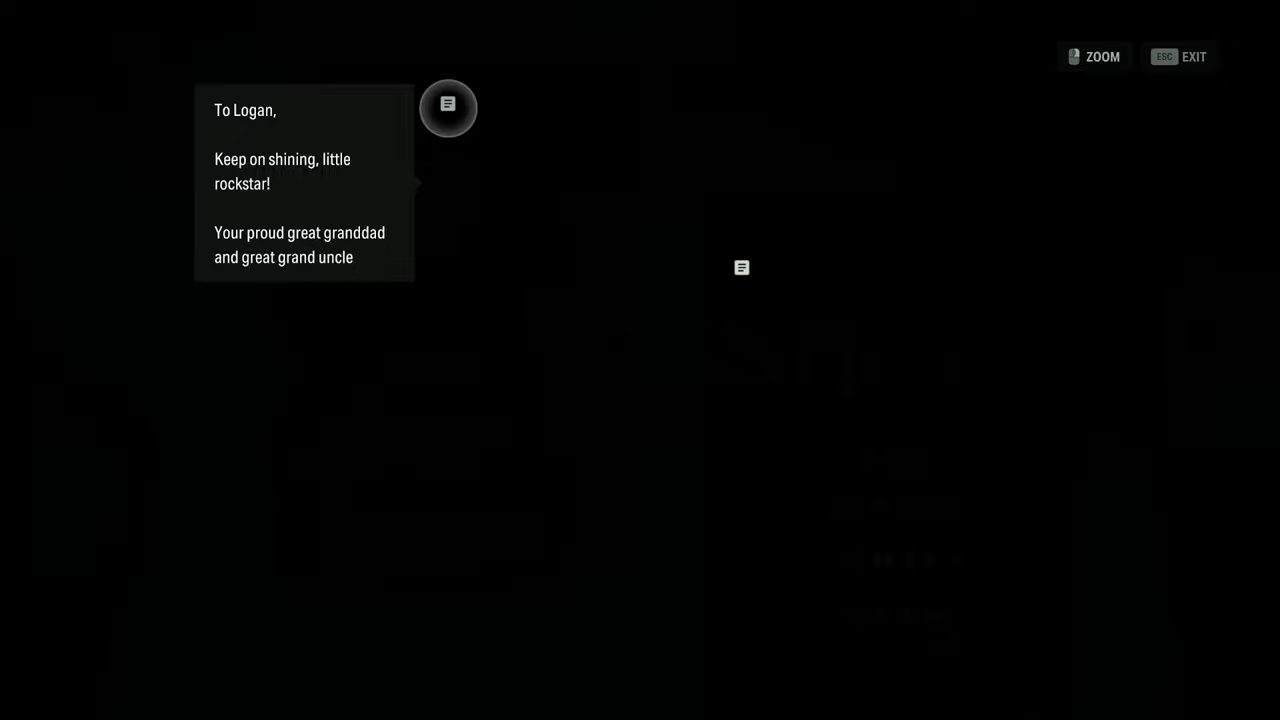 ZOOM
ESC EXIT
To Logan,
Keep on shining, little
rockstar!
Your proud great granddad
and great grand uncle